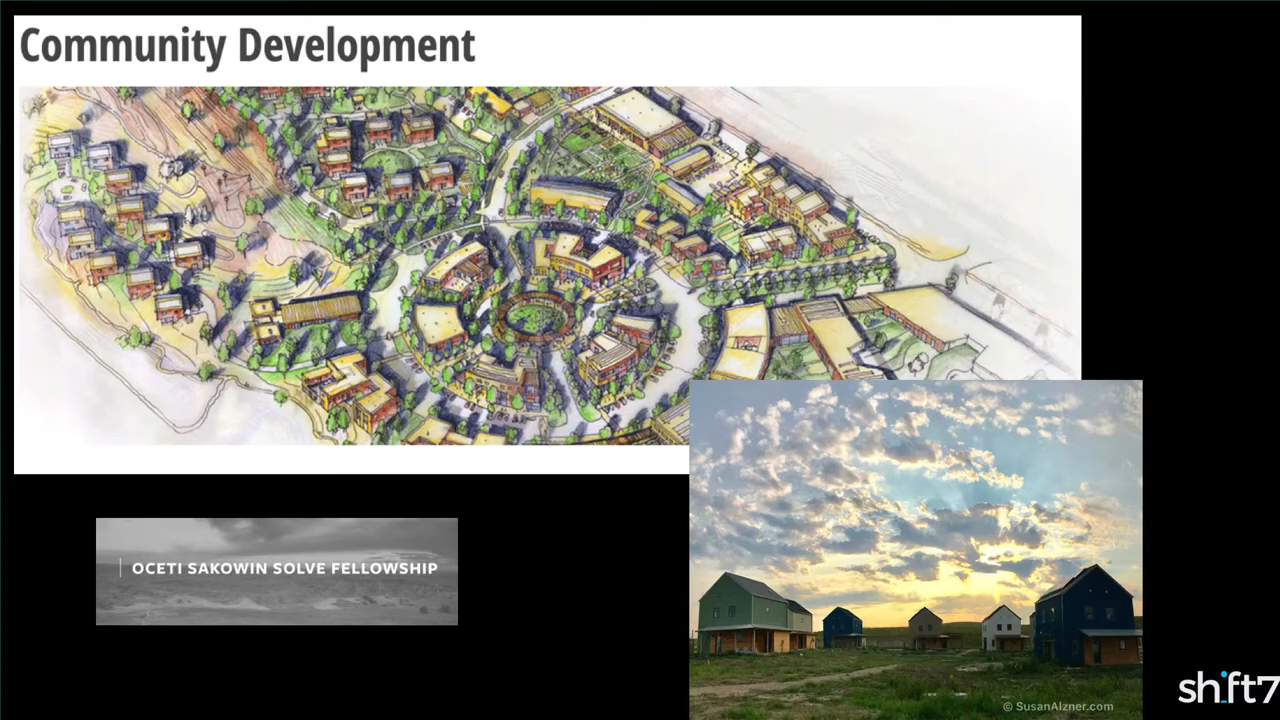 Community Development
OCETI SAKOWIN SOLVE FELLOWSHIP
© SusanAlzner.com
shift7